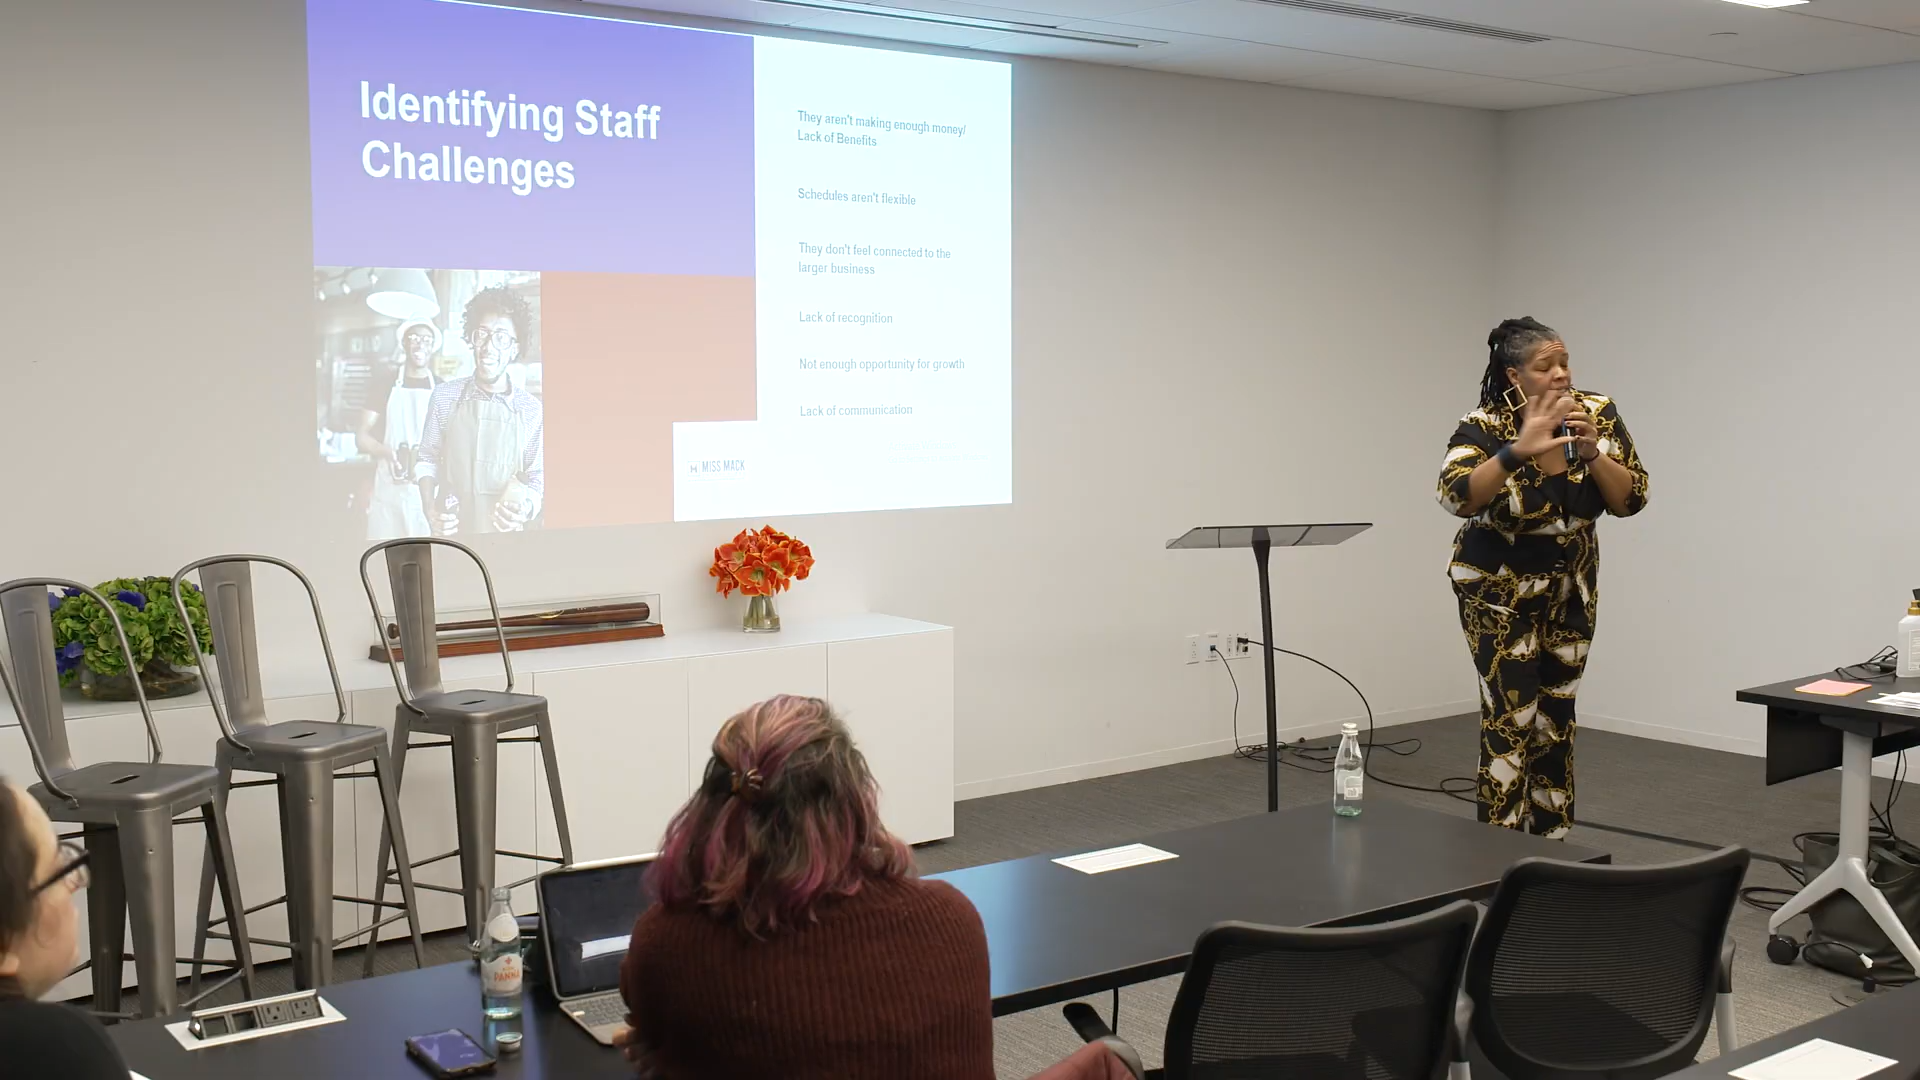 Identifying Staff
Challenges
They aren't making enough money/
Lack of Benefits
Schedules aren't flexible
They don't feel connected to the
larger business
Lack of recognition
Not enough opportunity for growth
Lack of communication
MISS MACK
PANNA